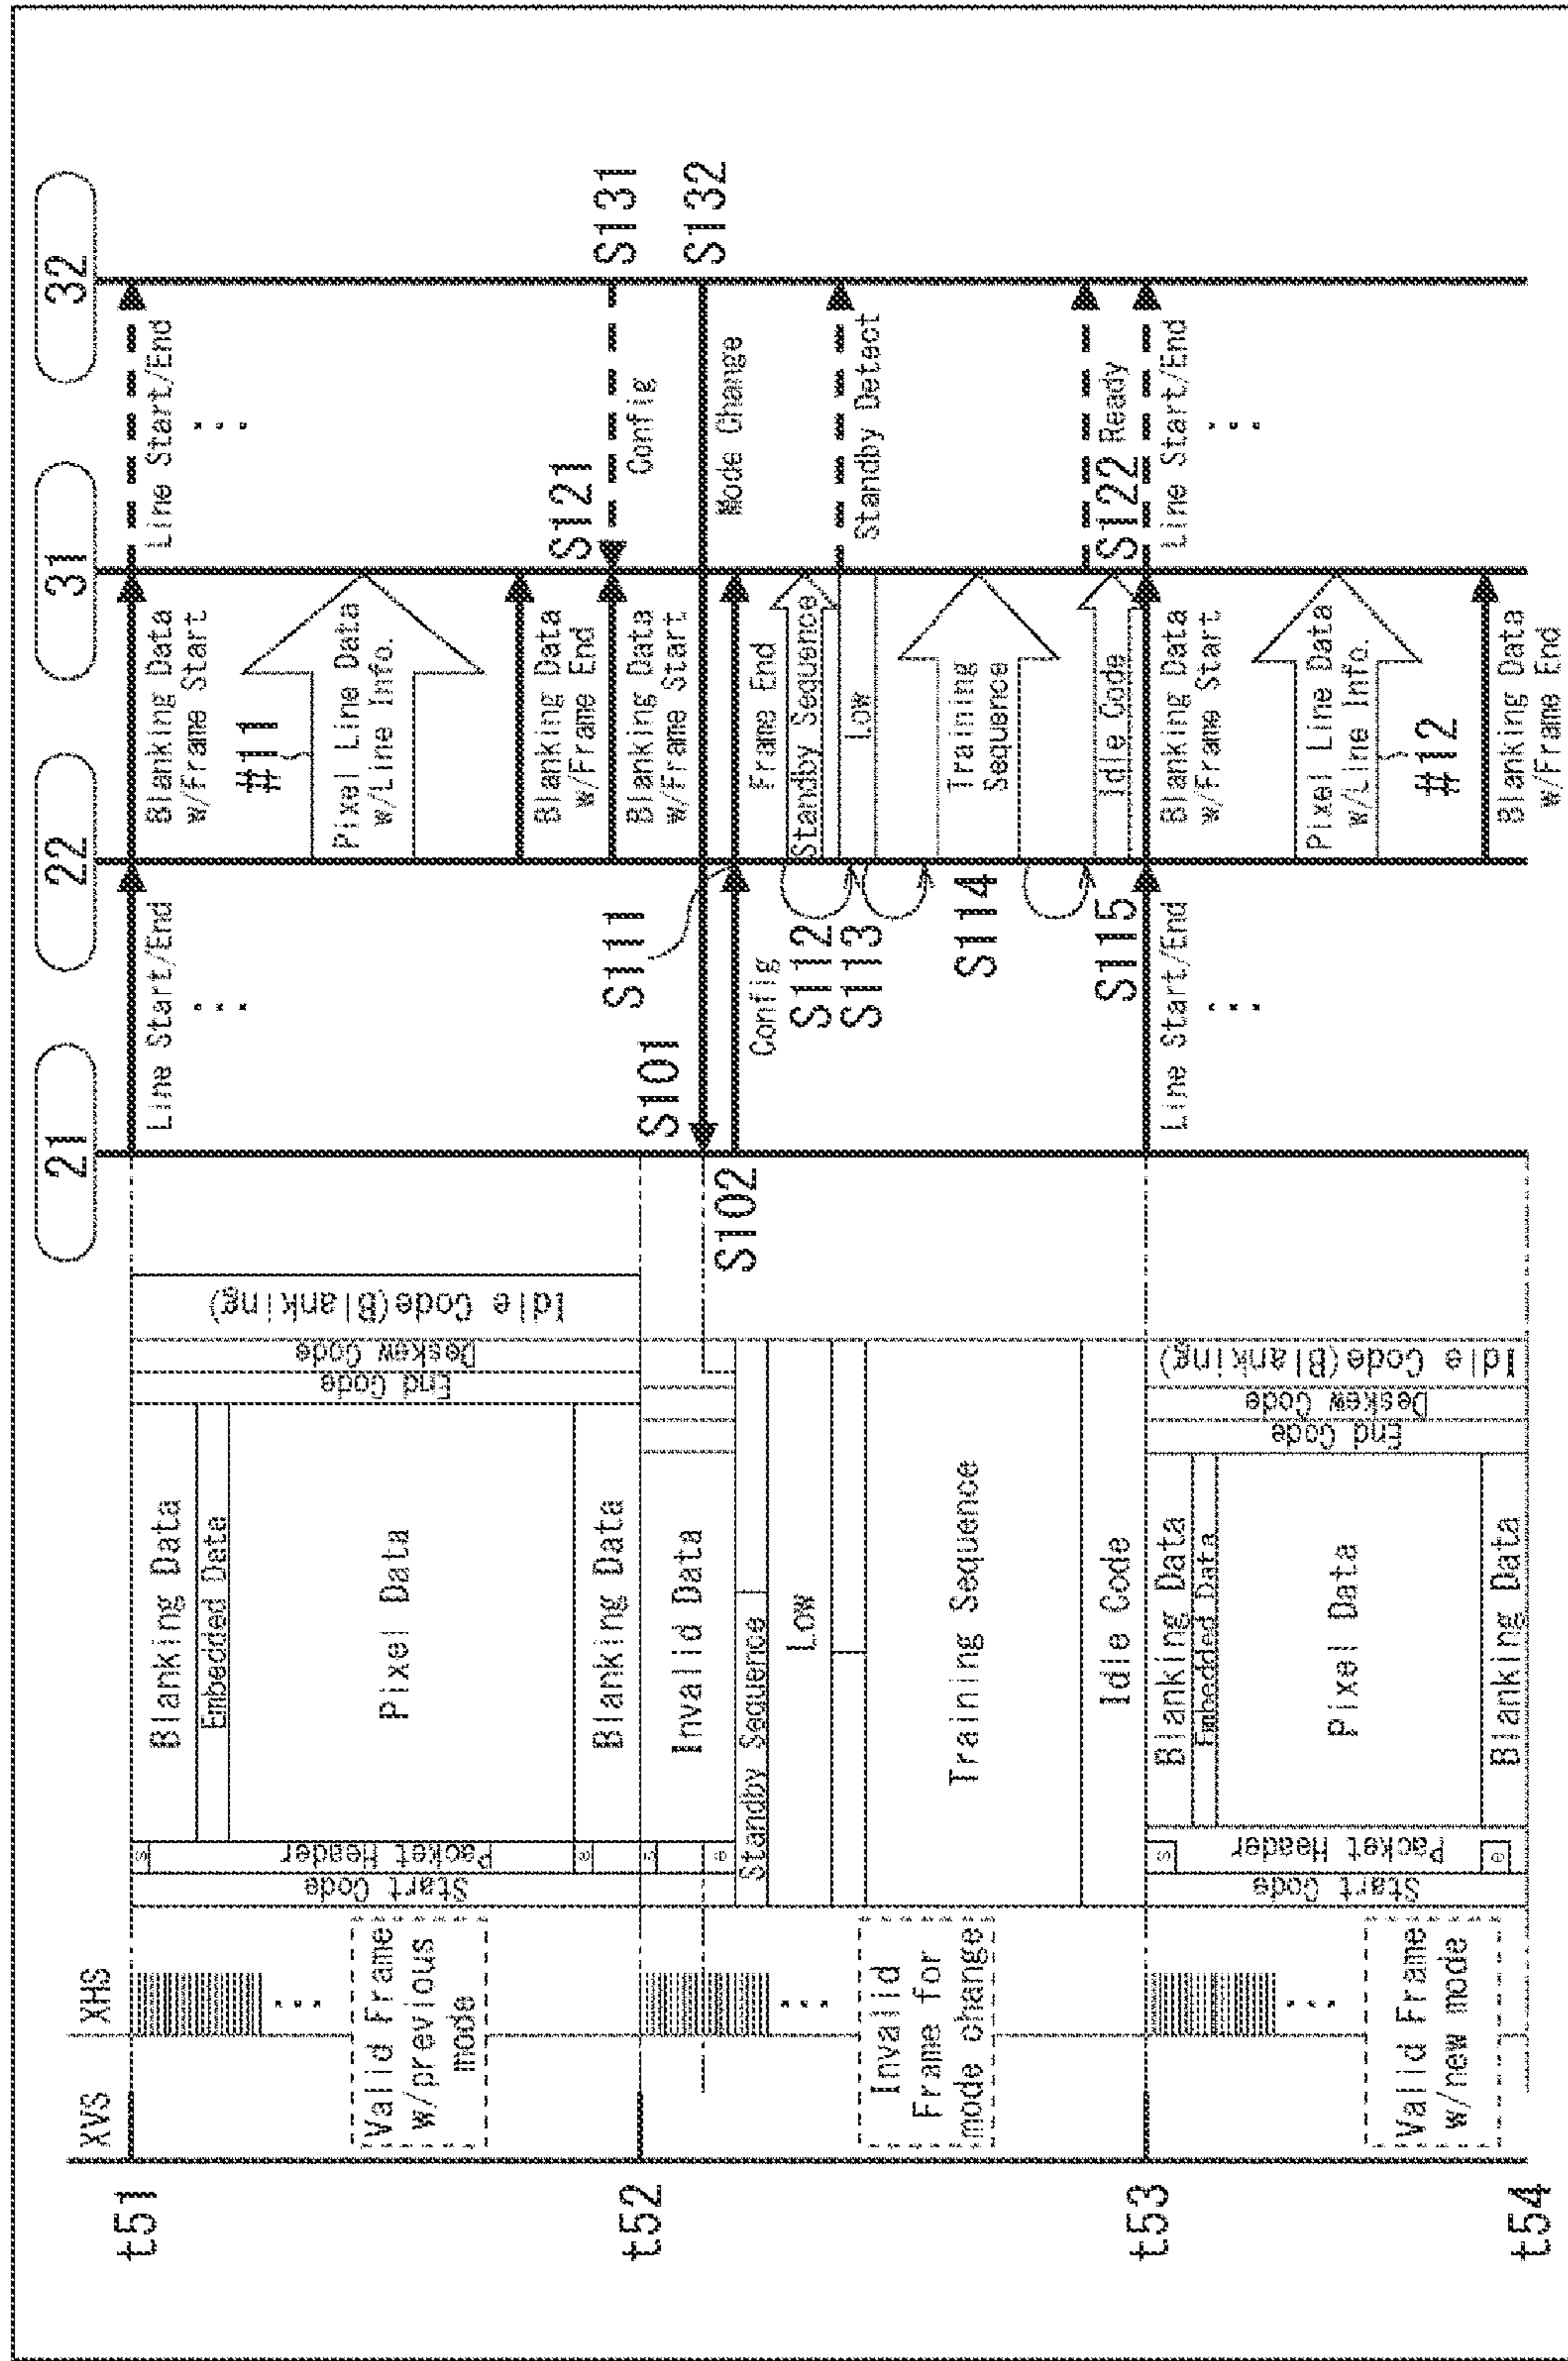 21
22
31
32
XVS
XHS
t51
t52
t53
t54
Valid Frame
w/previous
mode
Invalid
Frame for
mode change
Valid Frame
w/new mode
Start Code
Packet Header
s
Blanking Data
Embedded Data
Pixel Data
Blanking Data
e
End Code
Deskew Code
Idle Code(Blanking)
Invalid Data
e
Standby Sequence
Low
Training Sequence
Idle Code
Start Code
Packet Header
s
Blanking Data
Embedded Data
Pixel Data
Blanking Data
e
End Code
Deskew Code
Idle Code(Blanking)
Line Start/End
S101
S102
Config
Line Start/End
S111
S112
S113
S114
S115
Blanking Data
w/Frame Start
#11
Pixel Line Data
w/Line Info.
Blanking Data
w/Frame End
Blanking Data
w/Frame Start
Frame End
Standby Sequence
Low
Training
Sequence
Idle Code
Blanking Data
w/Frame Start
Pixel Line Data
w/Line Info.
#12
Blanking Data
w/Frame End
Line Start/End
S121
Config
Mode Change
Standby Detect
S122
Ready
Line Start/End
S131
S132